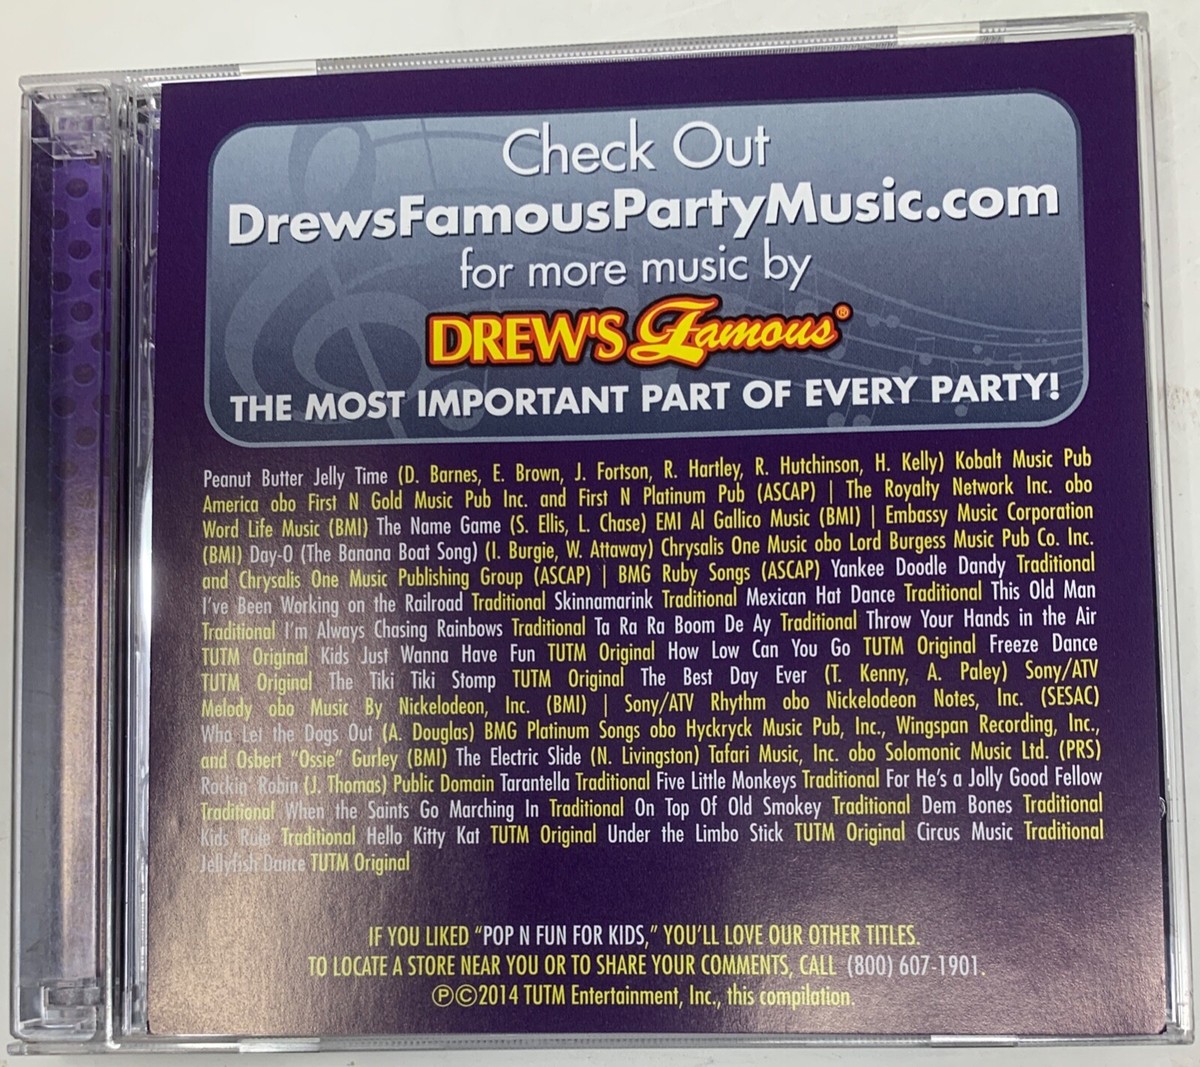 Check Out
DrewsFamousPartyMusic.com
for more music by
DREW'S Famous®
THE MOST IMPORTANT PART OF EVERY PARTY!
Peanut Butter Jelly Time (D. Barnes, E. Brown, J. Fortson, R. Hartley, R. Hutchinson, H. Kelly) Kobalt Music Pub
America obo First N Gold Music Pub Inc. and First N Platinum Pub (ASCAP) | The Royalty Network Inc. obo
Word Life Music (BMI) The Name Game (S. Ellis, L. Chase) EMI Al Gallico Music (BMI) | Embassy Music Corporation
(BMI) Day-O (The Banana Boat Song) (I. Burgie, W. Attaway) Chrysalis One Music obo Lord Burgess Music Pub Co. Inc.
and Chrysalis One Music Publishing Group (ASCAP) | BMG Ruby Songs (ASCAP) Yankee Doodle Dandy Traditional
I've Been Working on the Railroad Traditional Skinnamarink Traditional Mexican Hat Dance Traditional This Old Man
Traditional I'm Always Chasing Rainbows Traditional Ta Ra Ra Boom De Ay Traditional Throw Your Hands in the Air
TUTM Original Kids Just Wanna Have Fun TUTM Original How Low Can You Go TUTM Original Freeze Dance
TUTM Original The Tiki Tiki Stomp TUTM Original The Best Day Ever (T. Kenny, A. Paley) Sony/ATV
Melody obo Music By Nickelodeon, Inc. (BMI) | Sony/ATV Rhythm obo Nickelodeon Notes, Inc. (SESAC)
Who Let the Dogs Out (A. Douglas) BMG Platinum Songs obo Hyckryck Music Pub, Inc., Wingspan Recording, Inc.,
and Osbert "Ossie" Gurley (BMI) The Electric Slide (N. Livingston) Tafari Music, Inc. obo Solomonic Music Ltd. (PRS)
Rockin' Robin (J. Thomas) Public Domain Tarantella Traditional Five Little Monkeys Traditional For He's a Jolly Good Fellow
Traditional When the Saints Go Marching In Traditional On Top Of Old Smokey Traditional Dem Bones Traditional
Kids Rule Traditional Hello Kitty Kat TUTM Original Under the Limbo Stick TUTM Original Circus Music Traditional
Jellyfish Dance TUTM Original
IF YOU LIKED "POP N FUN FOR KIDS," YOU'LL LOVE OUR OTHER TITLES.
TO LOCATE A STORE NEAR YOU OR TO SHARE YOUR COMMENTS, CALL (800) 607-1901.
℗©2014 TUTM Entertainment, Inc., this compilation.